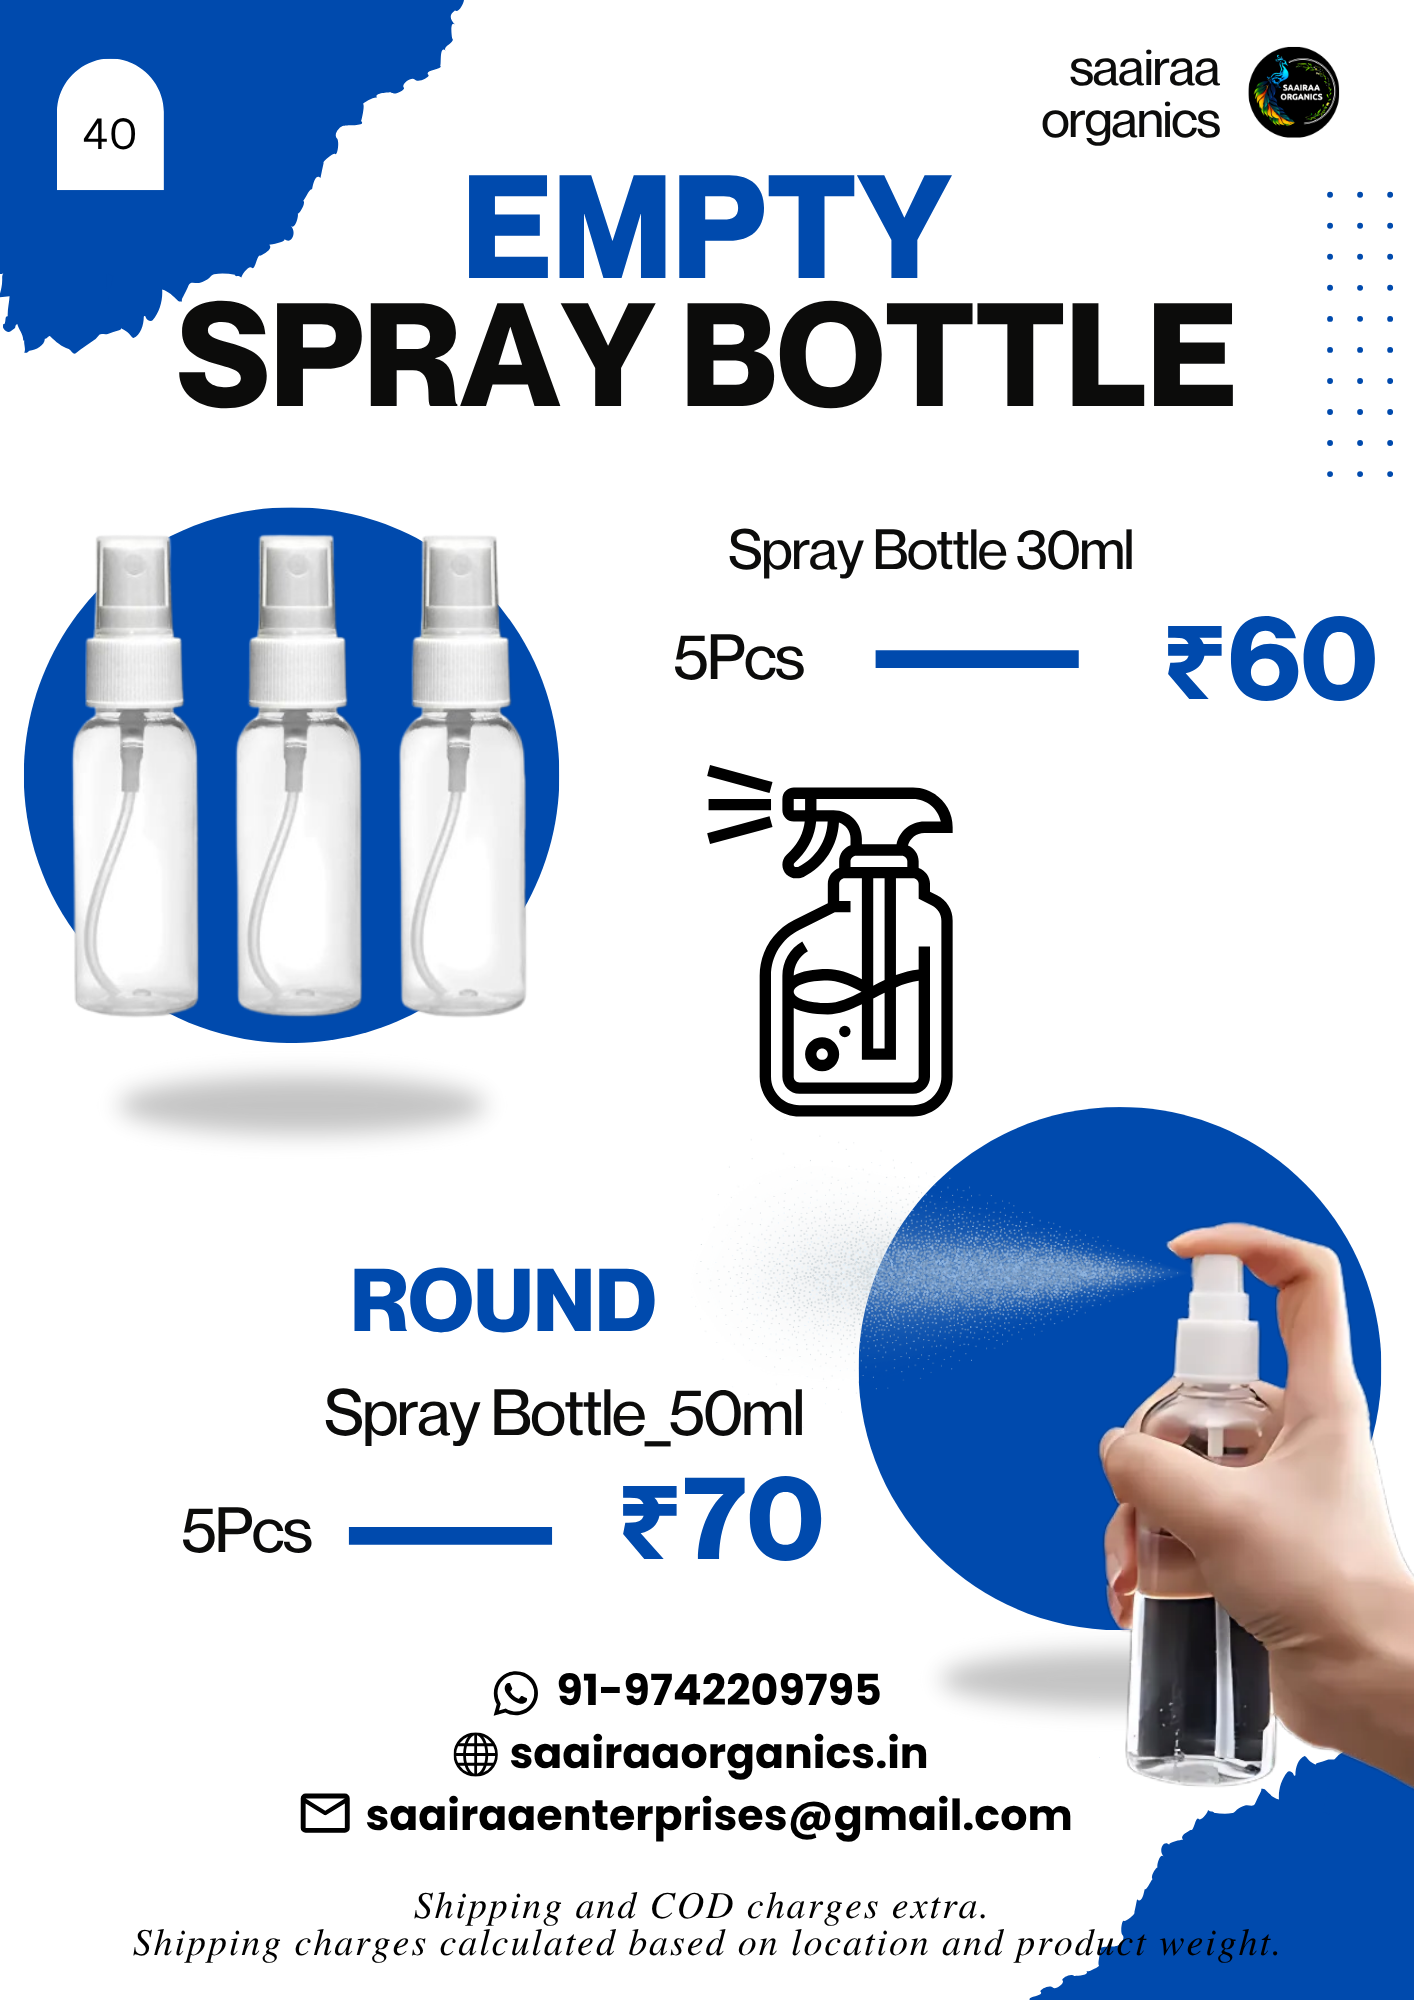 40
saairaa
organics
SAAIRAA
ORGANICS
EMPTY
SPRAY BOTTLE
Spray Bottle 30ml
5Pcs ₹60
ROUND
Spray Bottle_50ml
5Pcs ₹70
91-9742209795
saairaaorganics.in
saairaaenterprises@gmail.com
Shipping and COD charges extra.
Shipping charges calculated based on location and product weight.